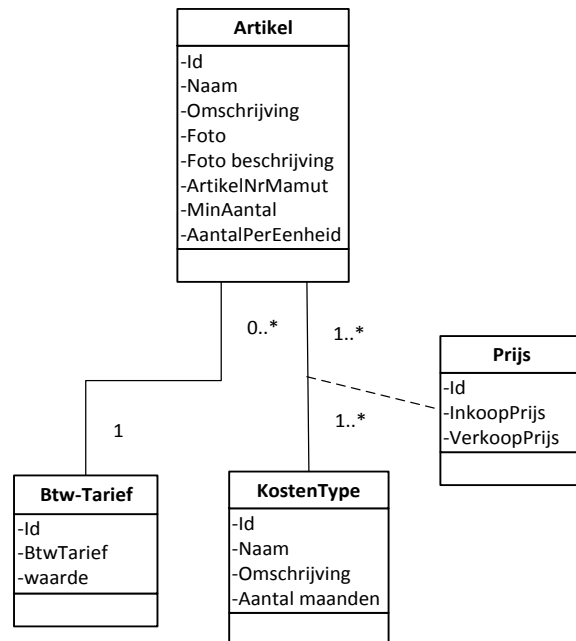 Artikel
-Id
-Naam
-Omschrijving
-Foto
-Foto beschrijving
-ArtikelNrMamut
-MinAantal
-AantalPerEenheid
0..*
1..*
Prijs
-Id
-InkoopPrijs
-VerkoopPrijs
1
1..*
Btw-Tarief
-Id
-BtwTarief
-waarde
KostenType
-Id
-Naam
-Omschrijving
-Aantal maanden